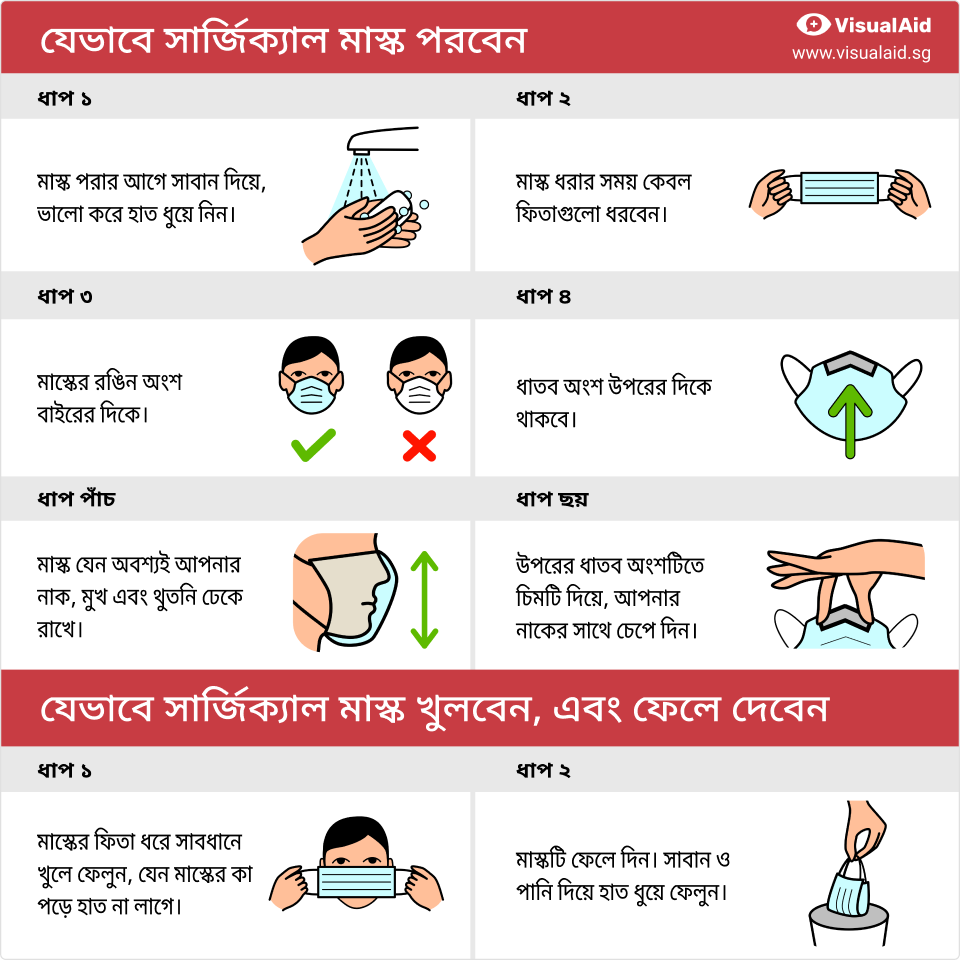 যেভাবে সার্জিক্যাল মাস্ক পরবেন
VisualAid
www.visualaid.sg
ধাপ ১
মাস্ক পরার আগে সাবান দিয়ে,
ভালো করে হাত ধুয়ে নিন।
ধাপ ২
মাস্ক ধরার সময় কেবল
ফিতাগুলো ধরবেন।
ধাপ ৩
মাস্কের রঙিন অংশ
বাইরের দিকে।
ধাপ ৪
ধাতব অংশ উপরের দিকে
থাকবে।
ধাপ পাঁচ
মাস্ক যেন অবশ্যই আপনার
নাক, মুখ এবং থুতনি ঢেকে
রাখে।
ধাপ ছয়
উপরের ধাতব অংশটিতে
চিমটি দিয়ে, আপনার
নাকের সাথে চেপে দিন।
যেভাবে সার্জিক্যাল মাস্ক খুলবেন, এবং ফেলে দেবেন
ধাপ ১
মাস্কের ফিতা ধরে সাবধানে
খুলে ফেলুন, যেন মাস্কের কা
পড়ে হাত না লাগে।
ধাপ ২
মাস্কটি ফেলে দিন। সাবান ও
পানি দিয়ে হাত ধুয়ে ফেলুন।